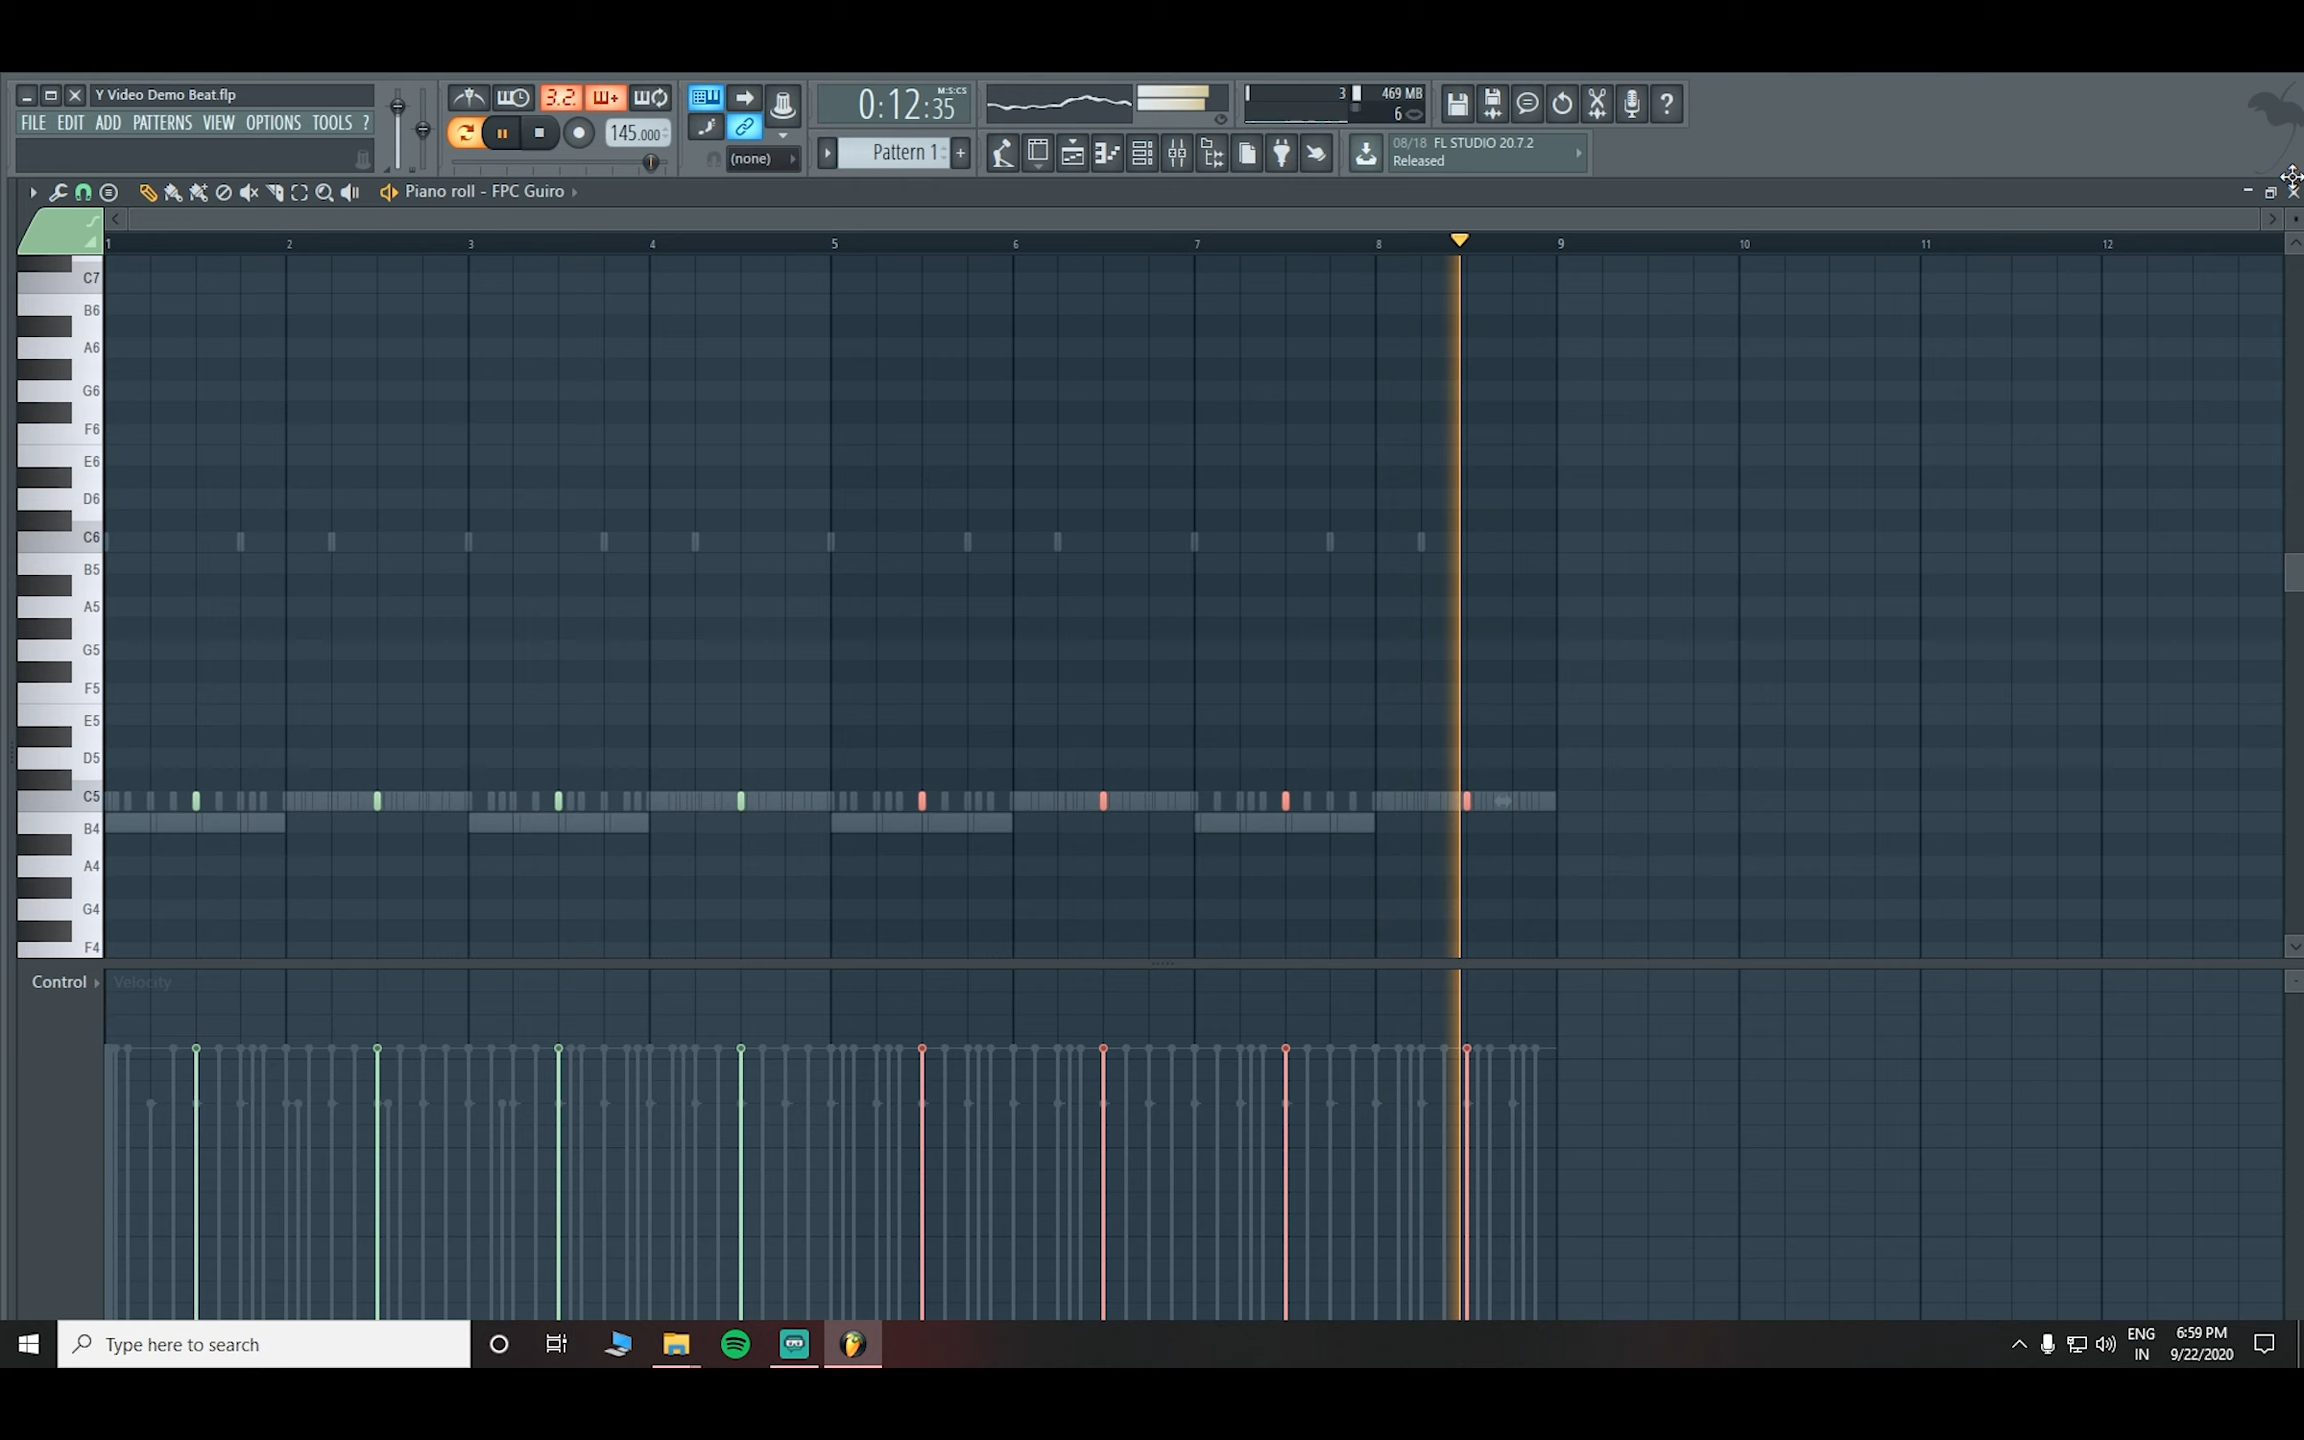 Y Video Demo Beat.flp
FILE EDIT ADD PATTERNS VIEW OPTIONS TOOLS ?
3.2.
145.000
(none)
0:12:35
M:S:CS
Pattern 1
+
3
469 MB
6
?
08/18 FL STUDIO 20.7.2
Released
Piano roll - FPC Guiro
1 2 3 4 5 6 7 8 9 10 11 12
C7
B6
A6
G6
F6
E6
D6
C6
B5
A5
G5
F5
E5
D5
C5
B4
A4
G4
F4
Control
Velocity
Type here to search
ENG
IN
6:59 PM
9/22/2020